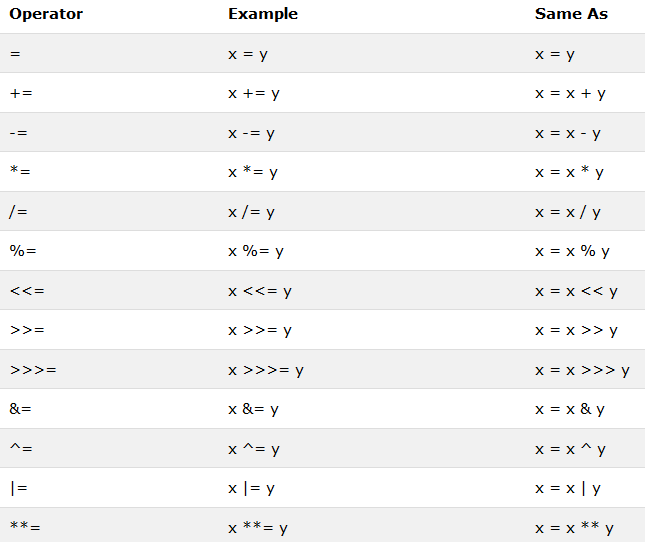 Operator Example Same As
= x = y x = y
+= x += y x = x + y
-= x -= y x = x - y
*= x *= y x = x * y
/= x /= y x = x / y
%= x %= y x = x % y
<<= x <<= y x = x << y
>>= x >>= y x = x >> y
>>>= x >>>= y x = x >>> y
&= x &= y x = x & y
^= x ^= y x = x ^ y
|= x |= y x = x | y
**= x **= y x = x ** y